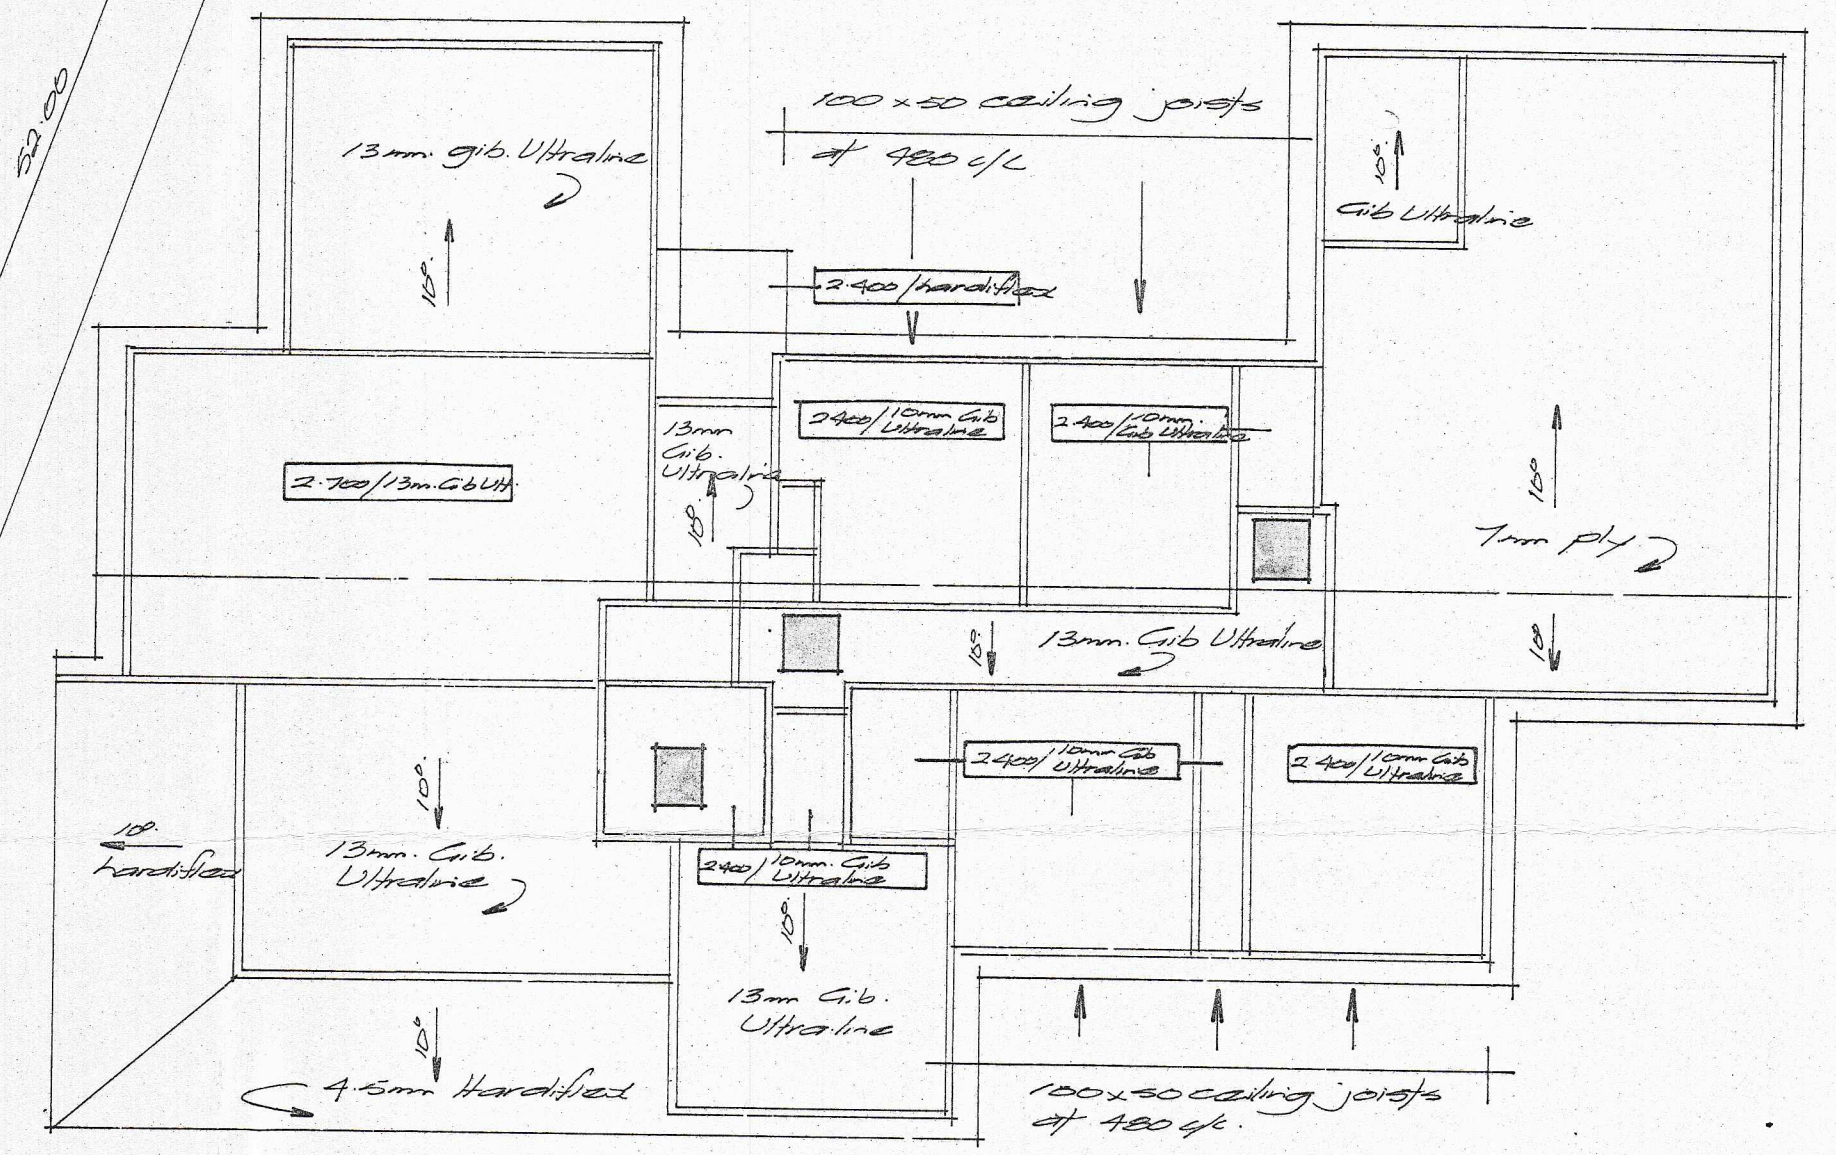 52.00
100 x 50 ceiling joists
at 480 c/c
13mm. gib. Ultraline
10°.
Gib Ultraline
10°.
2.400/hardiflex
2400/10mm Gib
Ultraline
2.400/10mm.
Gib Ultraline
13mm
Gib.
Ultraline
10°.
2.700/13m.Gib Ult.
10°
7mm ply.
10°
10°.
13mm. Gib Ultraline
10°.
2400/10mm Gib
Ultraline
2.400/10mm Gib
Ultraline
10°.
hardiflex
13mm. Gib.
Ultraline
2400/10mm. Gib
Ultraline
10°.
13mm Gib.
Ultraline
10°
4.5mm Hardiflex
100x50 ceiling joists
at 480 c/c.